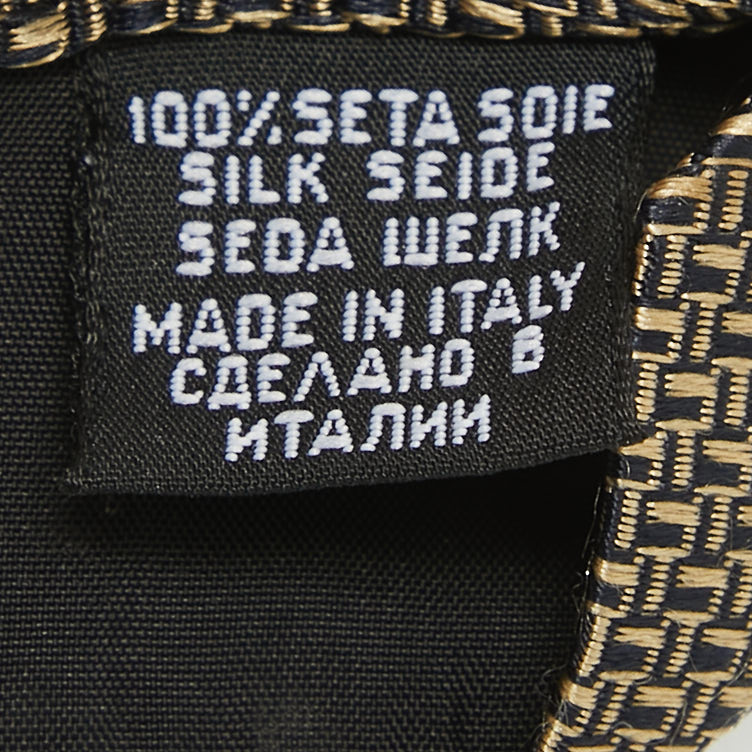 100% SETA SOIE
SILK SEIDE
SEDA ШЕЛК
MADE IN ITALY
СДЕЛАНО В
ИТАЛИИ